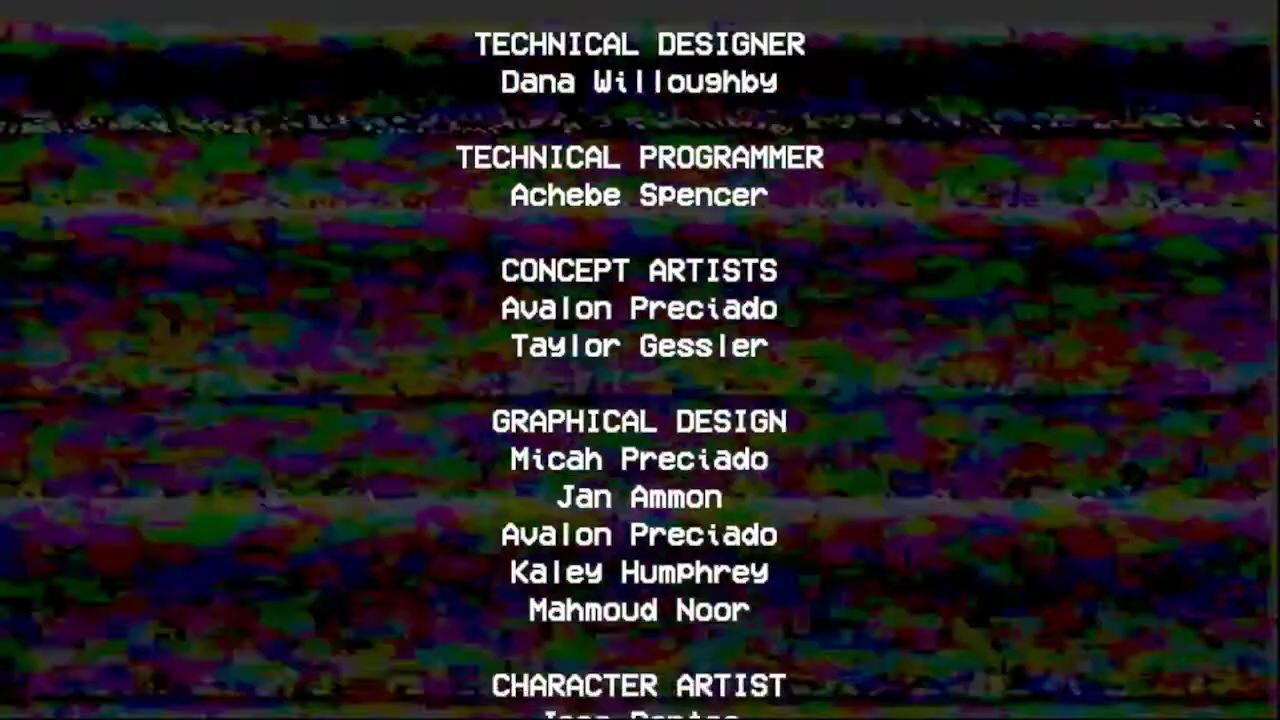 TECHNICAL DESIGNER
Dana Willoughby
TECHNICAL PROGRAMMER
Achebe Spencer
CONCEPT ARTISTS
Avalon Preciado
Taylor Gessler
GRAPHICAL DESIGN
Micah Preciado
Jan Ammon
Avalon Preciado
Kaley Humphrey
Mahmoud Noor
CHARACTER ARTIST